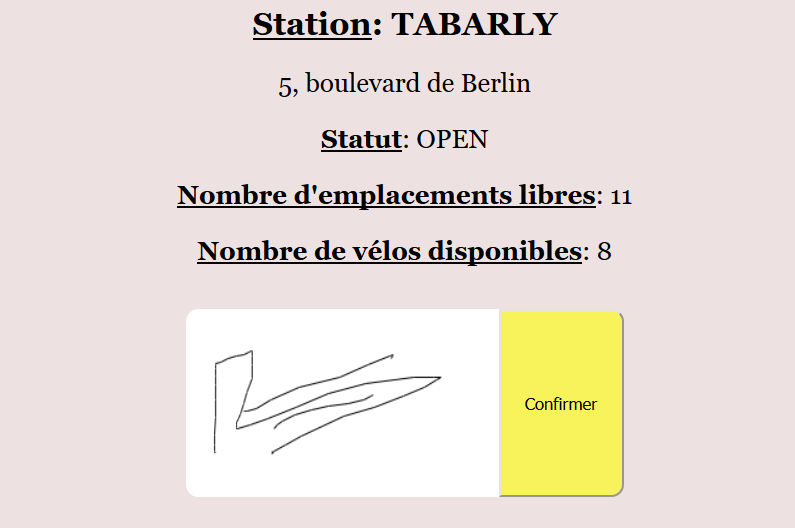 Station: TABARLY
5, boulevard de Berlin
Statut: OPEN
Nombre d'emplacements libres: 11
Nombre de vélos disponibles: 8
Confirmer